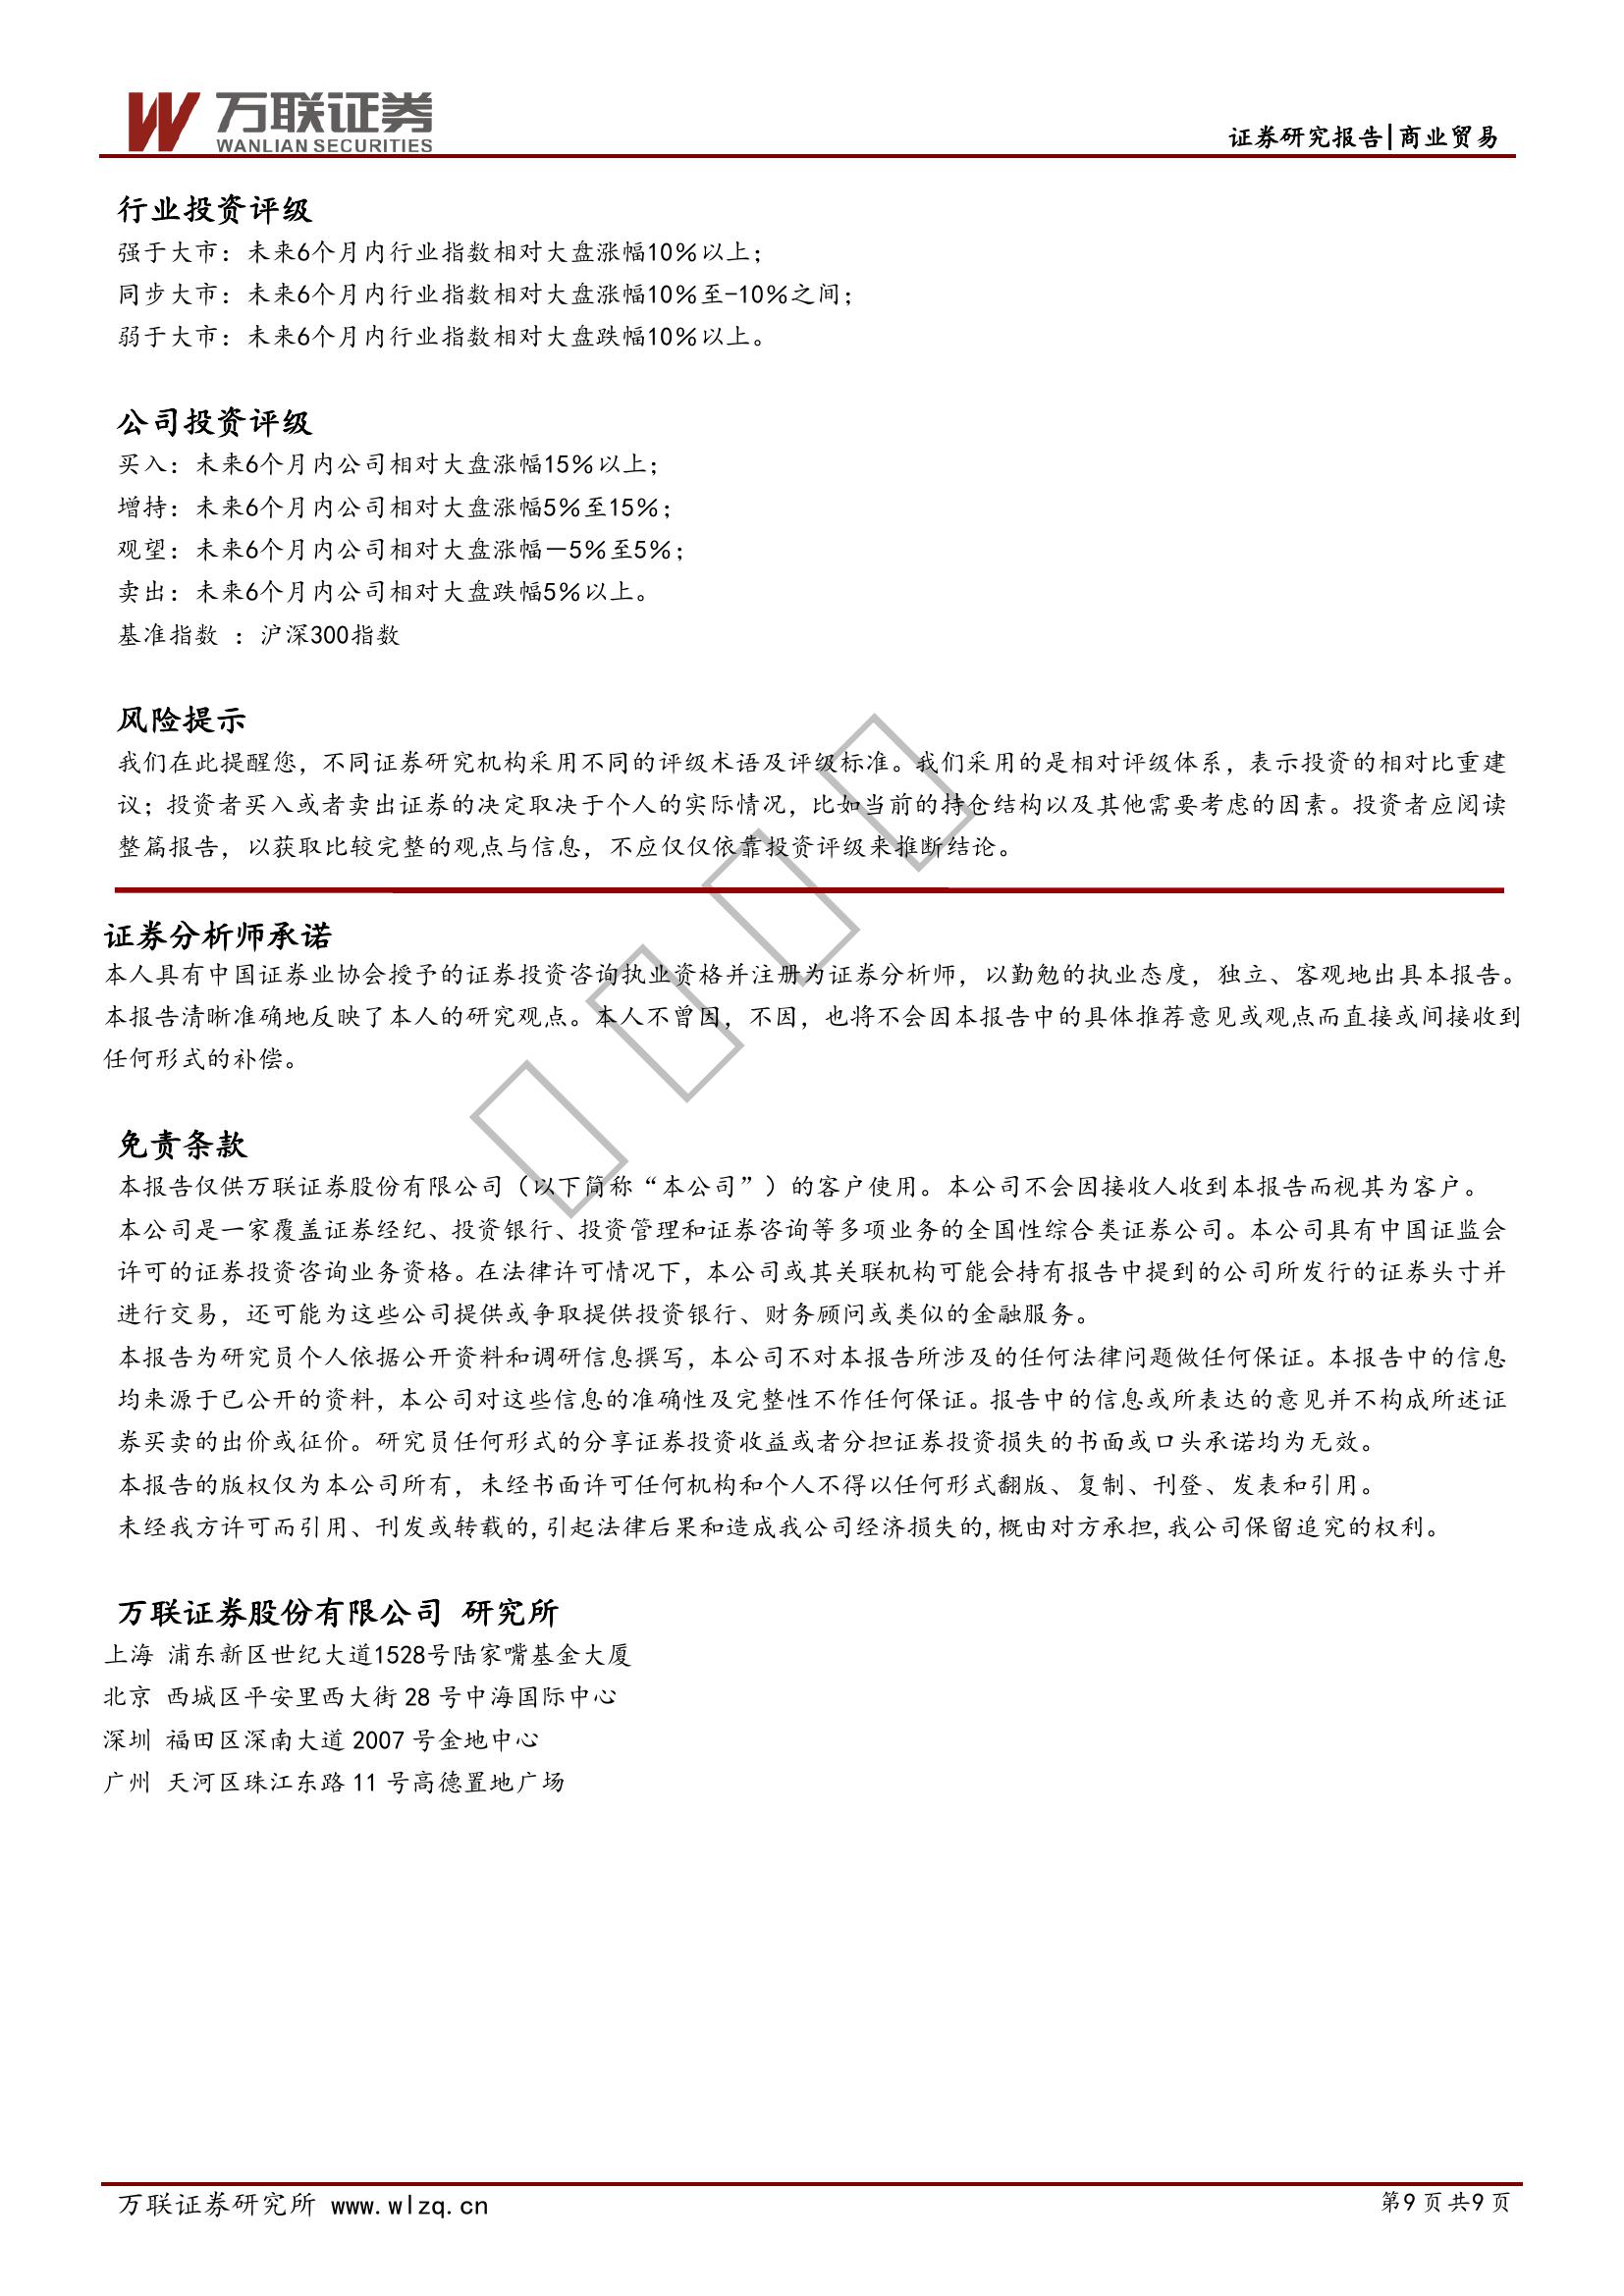 万联证券
WANLIAN SECURITIES
证券研究报告|商业贸易
行业投资评级
强于大市：未来6个月内行业指数相对大盘涨幅10％以上；
同步大市：未来6个月内行业指数相对大盘涨幅10％至-10％之间；
弱于大市：未来6个月内行业指数相对大盘跌幅10％以上。
公司投资评级
买入：未来6个月内公司相对大盘涨幅15％以上；
增持：未来6个月内公司相对大盘涨幅5％至15％；
观望：未来6个月内公司相对大盘涨幅－5％至5％；
卖出：未来6个月内公司相对大盘跌幅5％以上。
基准指数 ：沪深300指数
风险提示
我们在此提醒您，不同证券研究机构采用不同的评级术语及评级标准。我们采用的是相对评级体系，表示投资的相对比重建
议；投资者买入或者卖出证券的决定取决于个人的实际情况，比如当前的持仓结构以及其他需要考虑的因素。投资者应阅读
整篇报告，以获取比较完整的观点与信息，不应仅仅依靠投资评级来推断结论。
证券分析师承诺
本人具有中国证券业协会授予的证券投资咨询执业资格并注册为证券分析师，以勤勉的执业态度，独立、客观地出具本报告。
本报告清晰准确地反映了本人的研究观点。本人不曾因，不因，也将不会因本报告中的具体推荐意见或观点而直接或间接收到
任何形式的补偿。
免责条款
本报告仅供万联证券股份有限公司（以下简称“本公司”）的客户使用。本公司不会因接收人收到本报告而视其为客户。
本公司是一家覆盖证券经纪、投资银行、投资管理和证券咨询等多项业务的全国性综合类证券公司。本公司具有中国证监会
许可的证券投资咨询业务资格。在法律许可情况下，本公司或其关联机构可能会持有报告中提到的公司所发行的证券头寸并
进行交易，还可能为这些公司提供或争取提供投资银行、财务顾问或类似的金融服务。
本报告为研究员个人依据公开资料和调研信息撰写，本公司不对本报告所涉及的任何法律问题做任何保证。本报告中的信息
均来源于已公开的资料，本公司对这些信息的准确性及完整性不作任何保证。报告中的信息或所表达的意见并不构成所述证
券买卖的出价或征价。研究员任何形式的分享证券投资收益或者分担证券投资损失的书面或口头承诺均为无效。
本报告的版权仅为本公司所有，未经书面许可任何机构和个人不得以任何形式翻版、复制、刊登、发表和引用。
未经我方许可而引用、刊发或转载的,引起法律后果和造成我公司经济损失的,概由对方承担,我公司保留追究的权利。
万联证券股份有限公司 研究所
上海 浦东新区世纪大道1528号陆家嘴基金大厦
北京 西城区平安里西大街 28 号中海国际中心
深圳 福田区深南大道 2007 号金地中心
广州 天河区珠江东路 11 号高德置地广场
万联证券研究所 www.wlzq.cn
第9页共9页